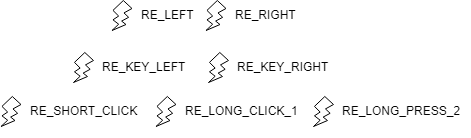 RE_LEFT RE_RIGHT
RE_KEY_LEFT RE_KEY_RIGHT
RE_SHORT_CLICK RE_LONG_CLICK_1 RE_LONG_PRESS_2